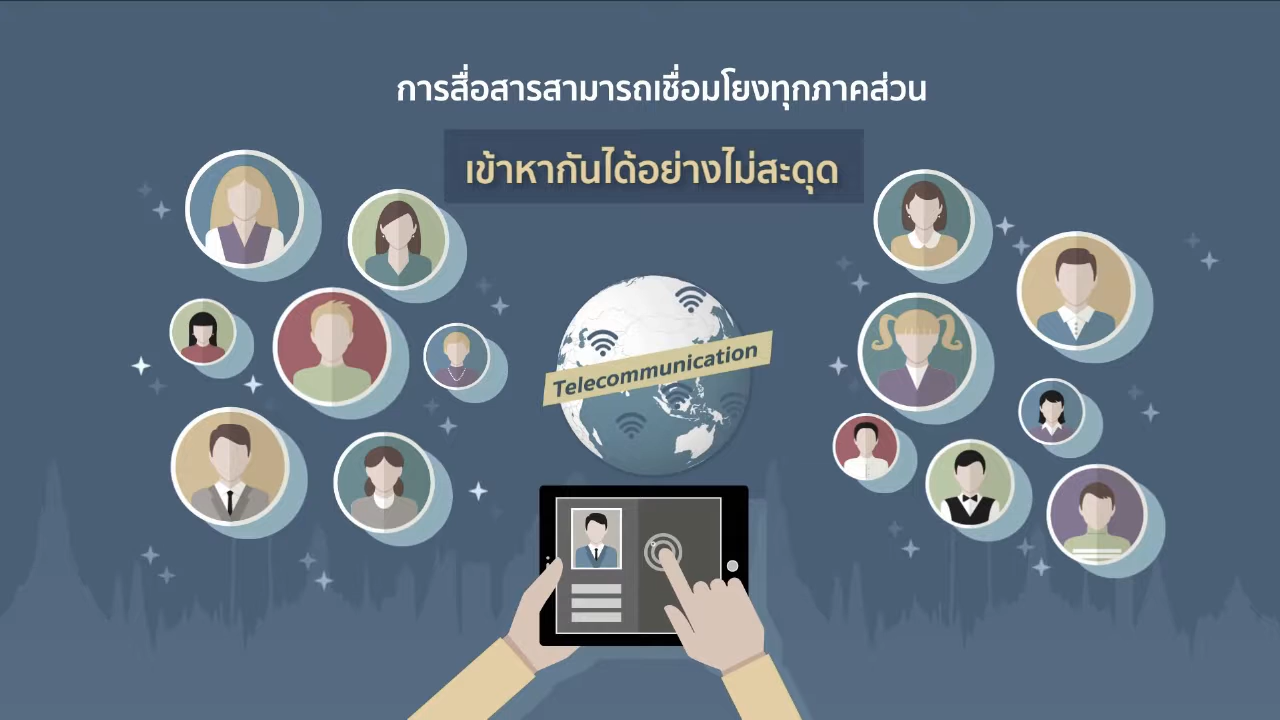 การสื่อสารสามารถเชื่อมโยงทุกภาคส่วน
เข้าหากันได้อย่างไม่สะดุด
Telecommunication